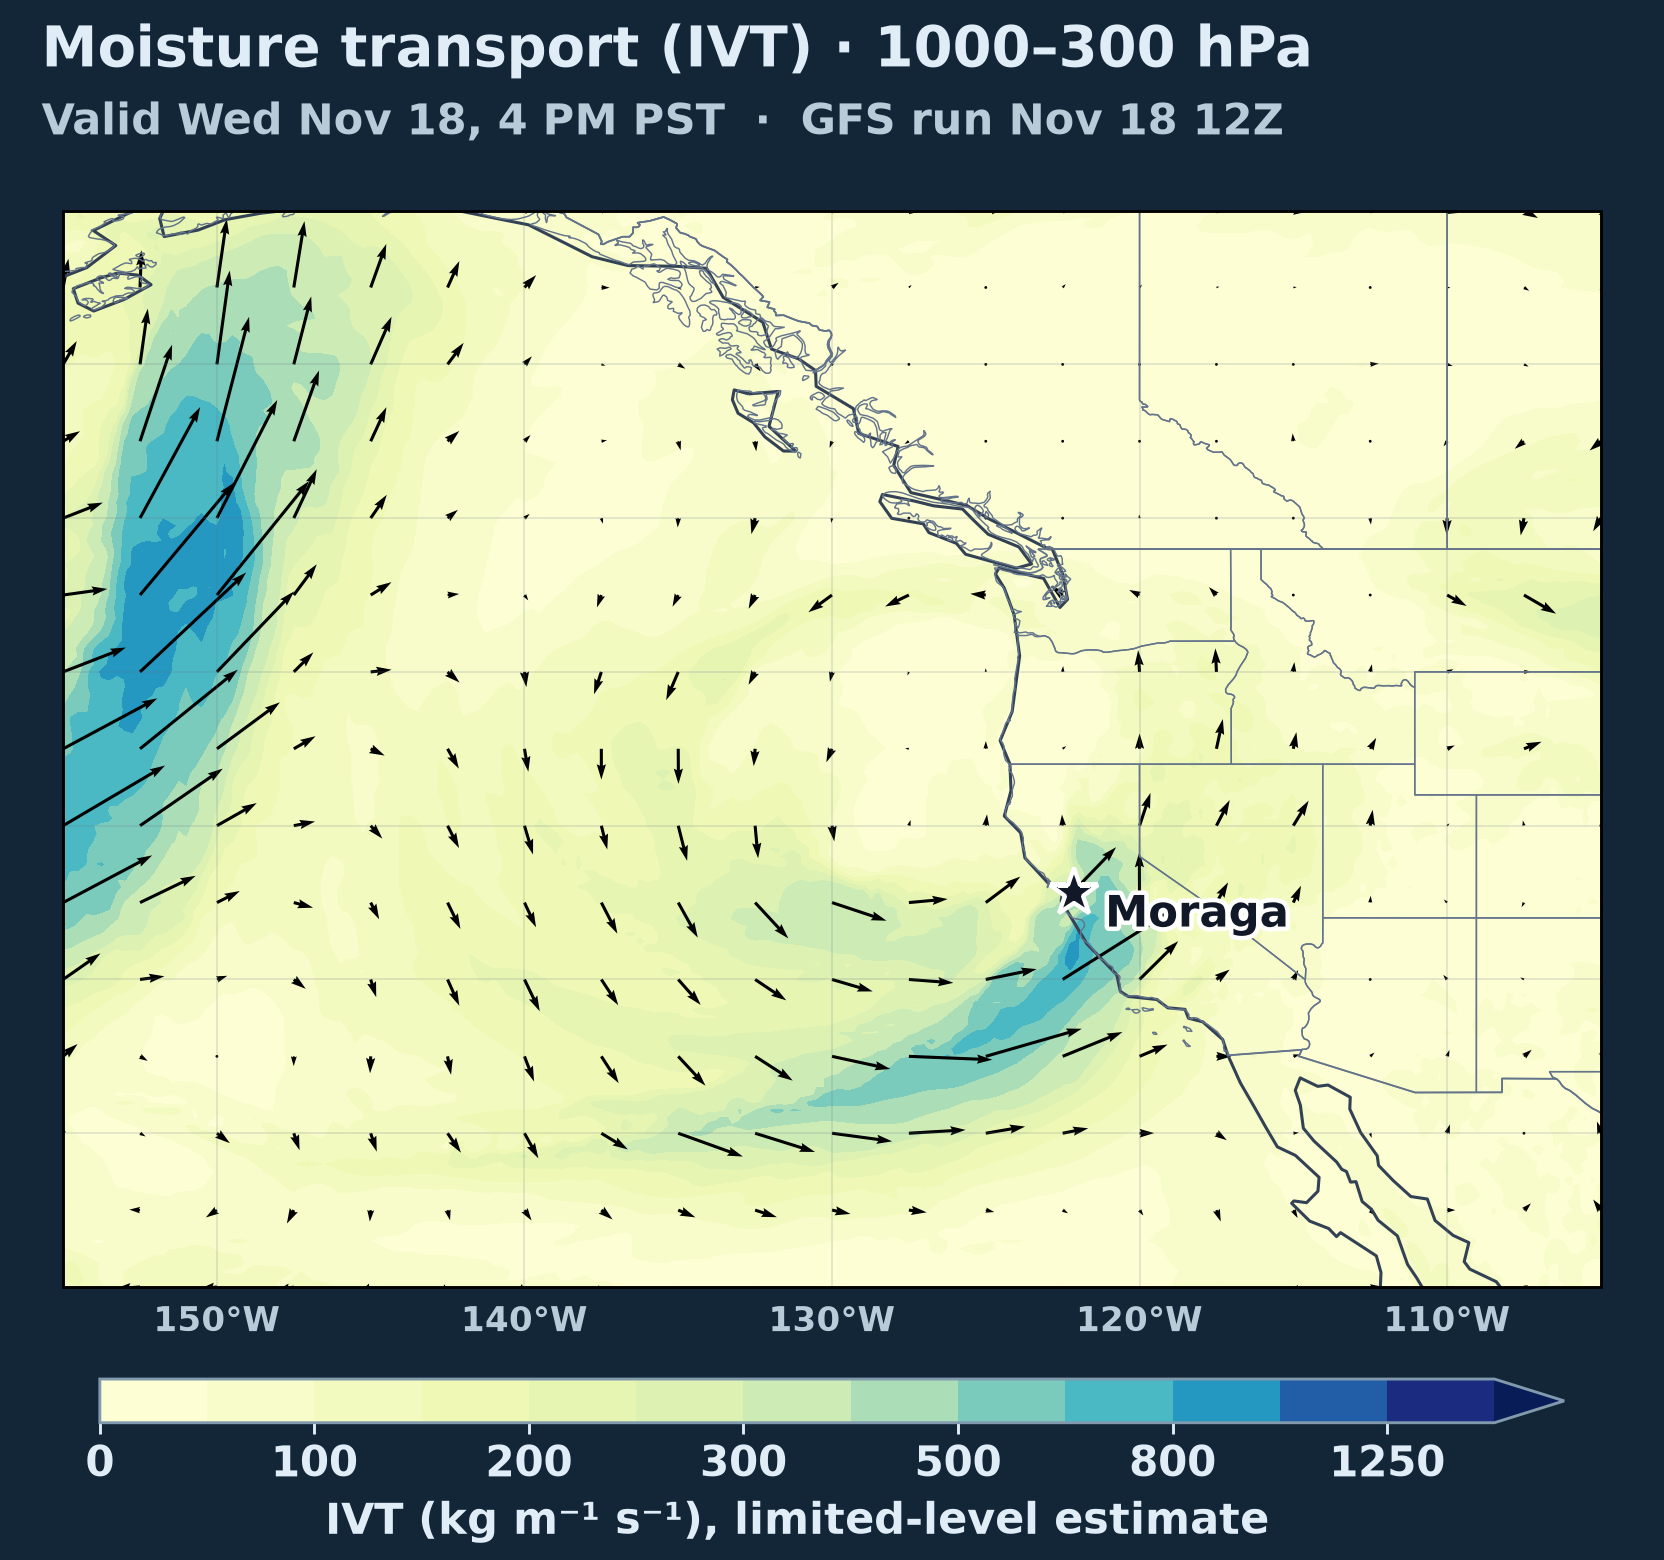 Moisture transport (IVT) · 1000–300 hPa
Valid Wed Nov 18, 4 PM PST · GFS run Nov 18 12Z
Moraga
150°W 140°W 130°W 120°W 110°W
0 100 200 300 500 800 1250
IVT (kg m⁻¹ s⁻¹), limited-level estimate